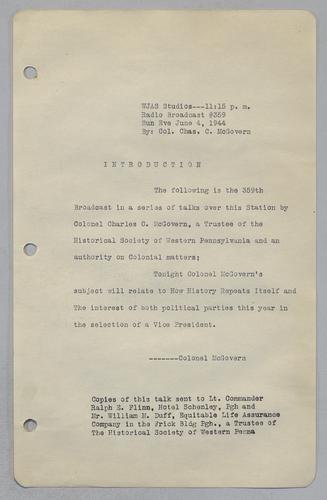 WJAS Studios---11:15 p. m.
Radio Broadcast #359
Sun Eve June 4, 1944
By: Col. Chas. C. McGovern
I N T R O D U C T I O N
The following is the 359th
Broadcast in a series of talks over this Station by
Colonel Charles C. McGovern, a Trustee of the
Historical Society of Western Pennsylvania and an
authority on Colonial matters;
Tonight Colonel McGovern's
subject will relate to How History Repeats Itself and
The interest of both political parties this year in
the selection of a Vice President.
-------Colonel McGovern
Copies of this talk sent to Lt. Commander
Ralph E. Flinn, Hotel Schenley, Pgh and
Mr. William M. Duff, Equitable Life Assurance
Company in the Frick Bldg Pgh., a Trustee of
The Historical Society of Western Penna